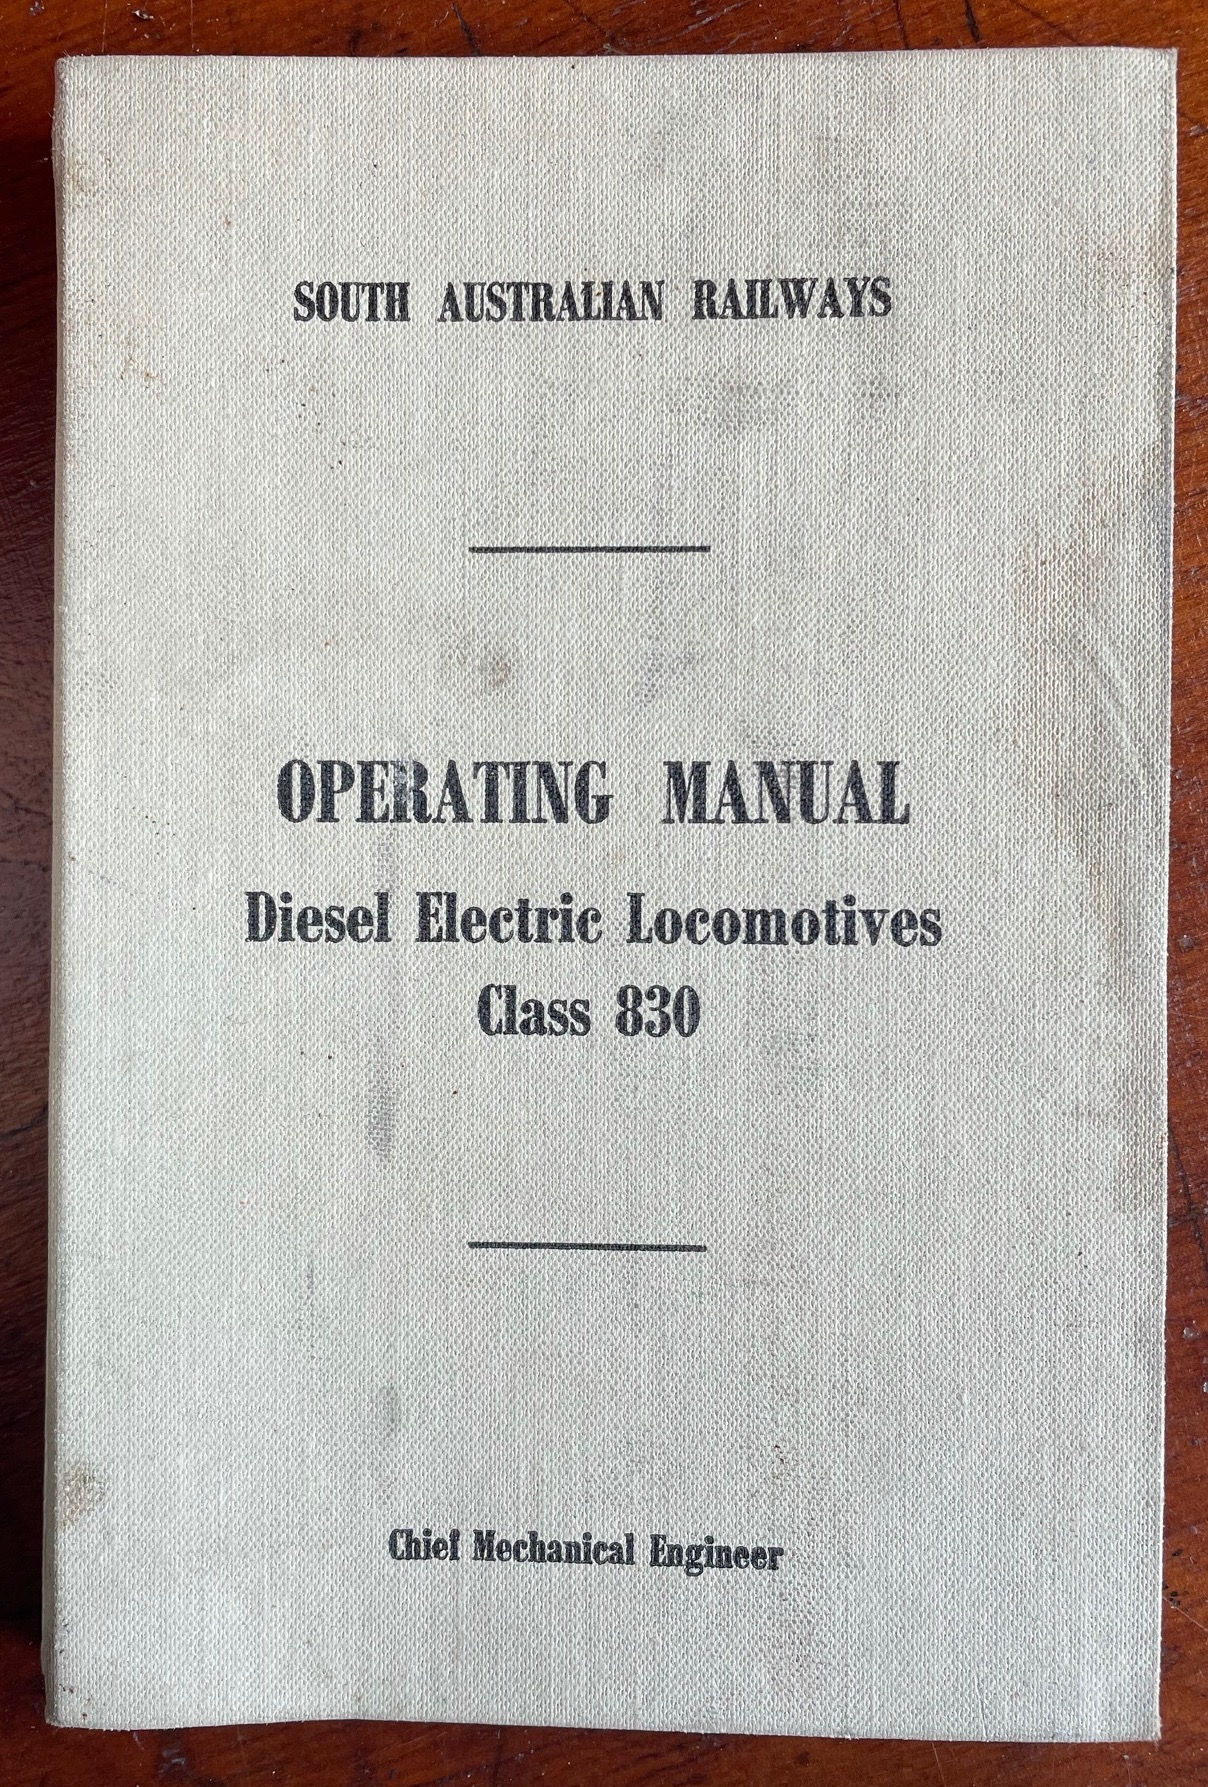 SOUTH AUSTRALIAN RAILWAYS
OPERATING MANUAL
Diesel Electric Locomotives
Class 830
Chief Mechanical Engineer